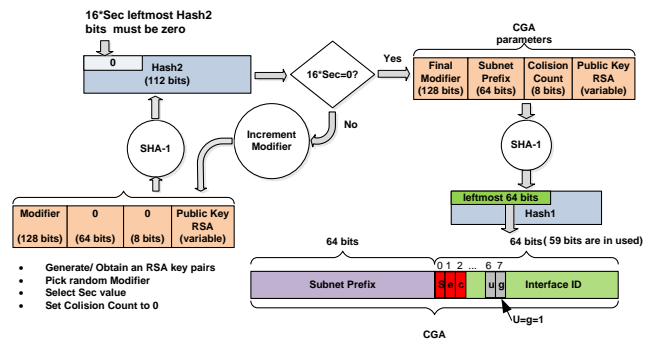 16*Sec leftmost Hash2
bits must be zero
0
Hash2
(112 bits)
16*Sec=0?
Yes
No
CGA
parameters
Final
Modifier
(128 bits)
Subnet
Prefix
(64 bits)
Colision
Count
(8 bits)
Public Key
RSA
(variable)
SHA-1
Increment
Modifier
SHA-1
Modifier
(128 bits)
0
(64 bits)
0
(8 bits)
Public Key
RSA
(variable)
leftmost 64 bits
Hash1
64 bits
64 bits( 59 bits are in used)
0 1 2 ... 6 7
Subnet Prefix
S e c
u g
Interface ID
U=g=1
CGA
• Generate/ Obtain an RSA key pairs
• Pick random Modifier
• Select Sec value
• Set Colision Count to 0